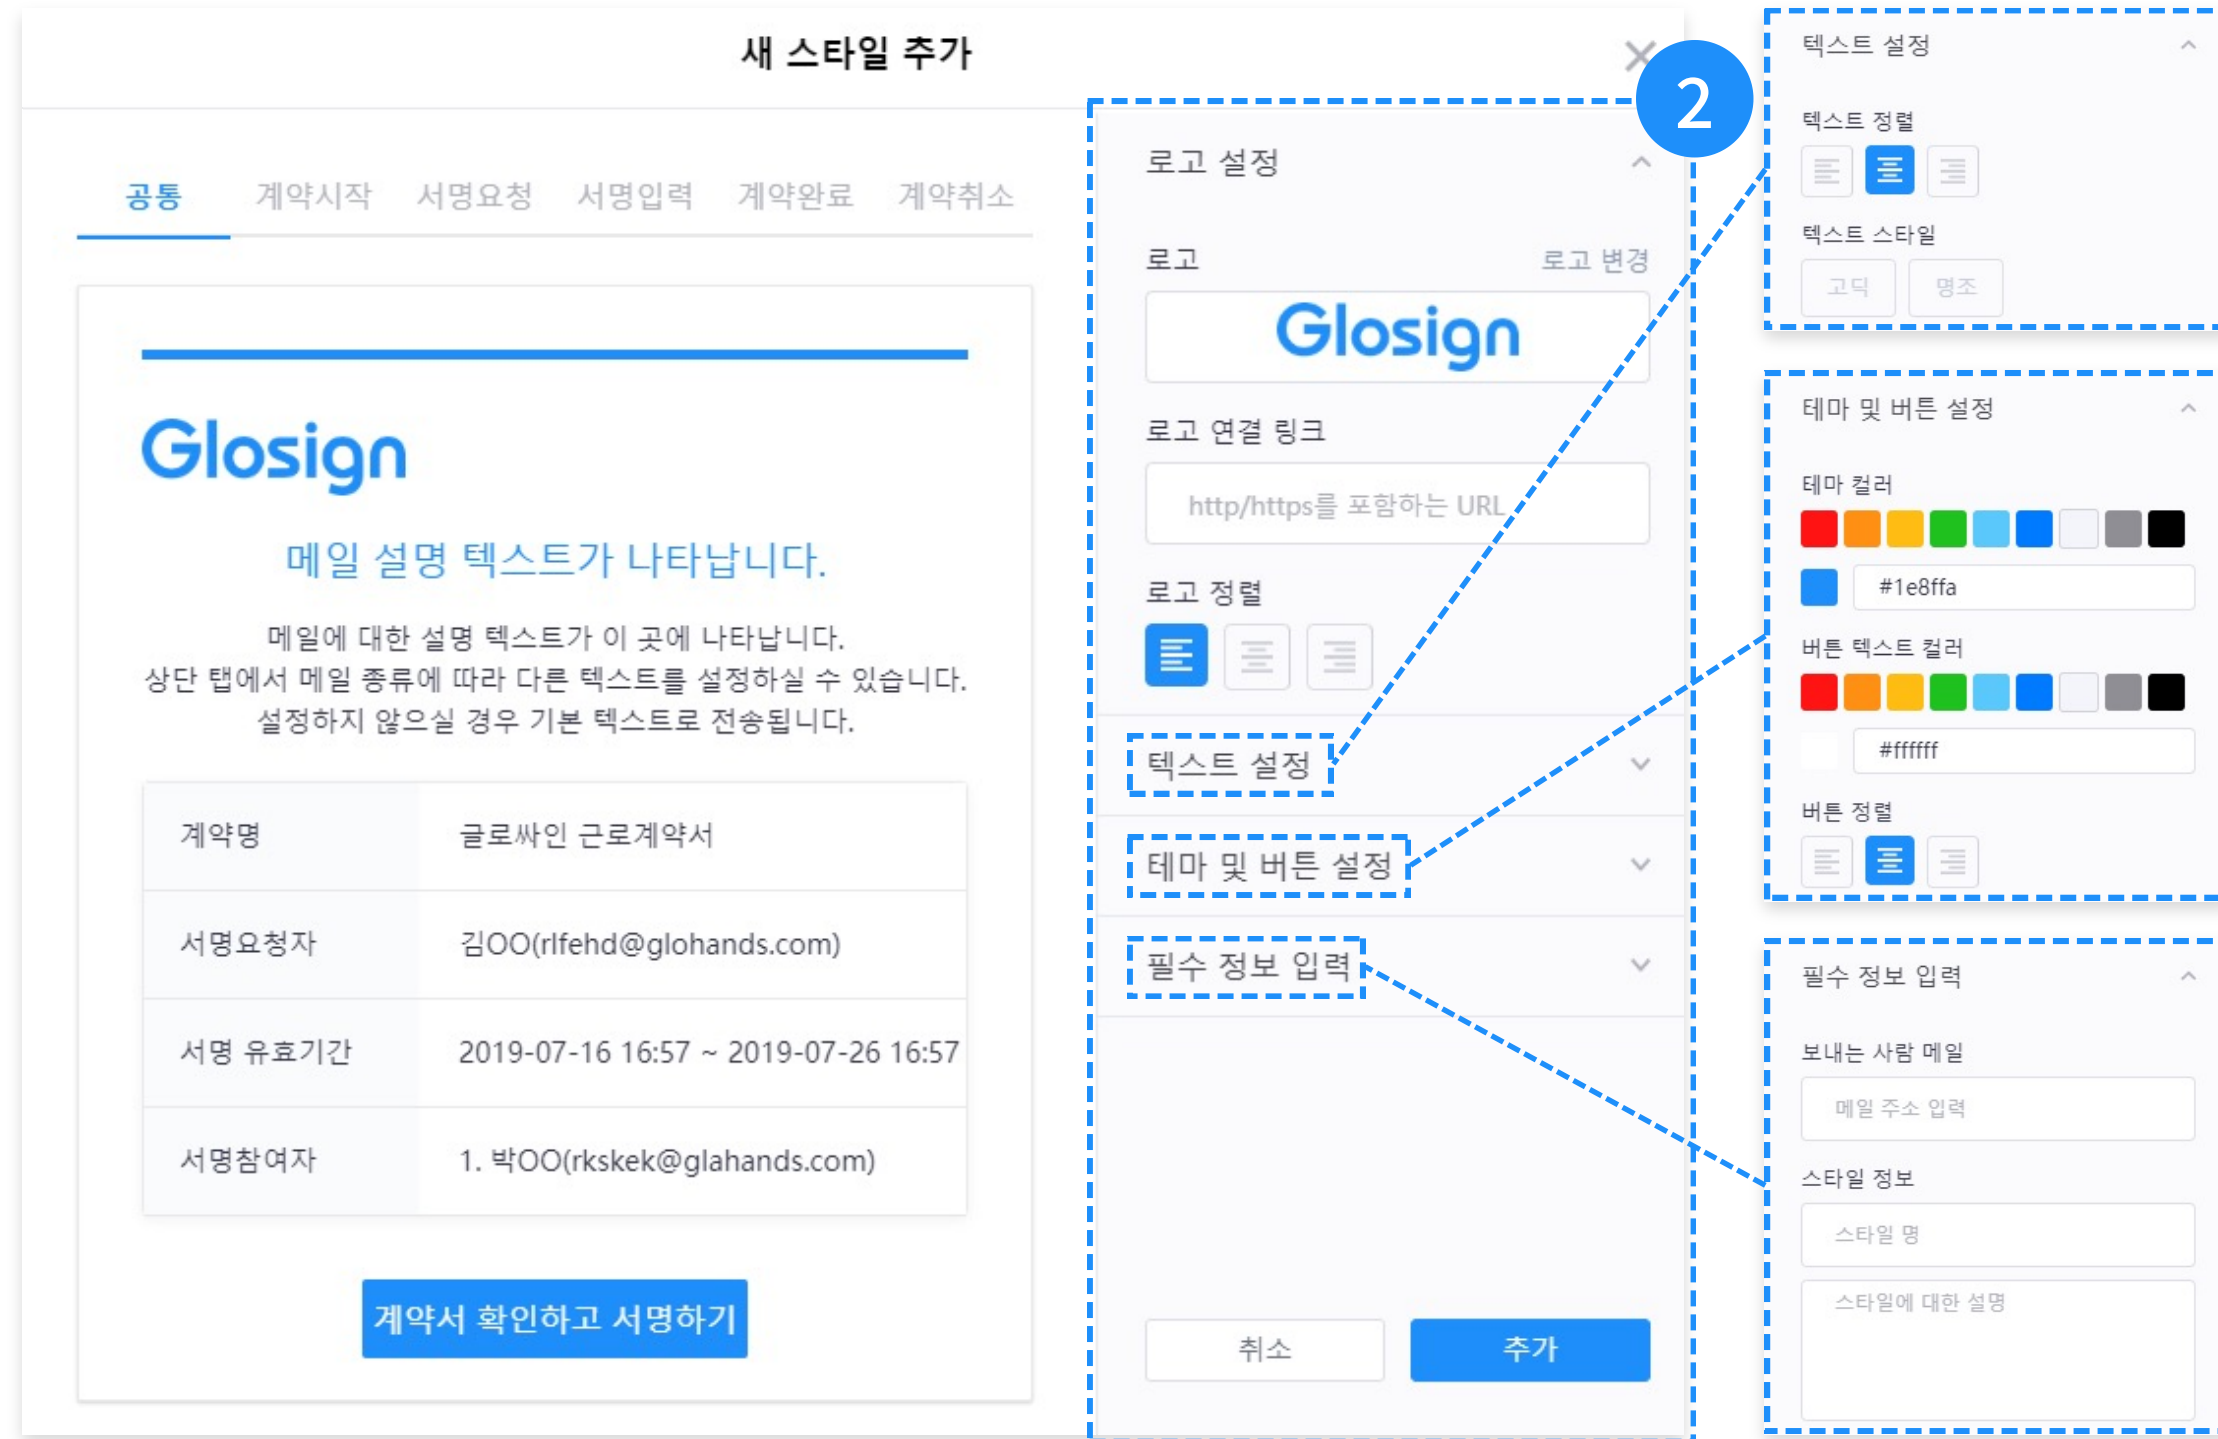 새 스타일 추가
2
공통 계약시작 서명요청 서명입력 계약완료 계약취소
Glosign
메일 설명 텍스트가 나타납니다.
메일에 대한 설명 텍스트가 이 곳에 나타납니다.
상단 탭에서 메일 종류에 따라 다른 텍스트를 설정하실 수 있습니다.
설정하지 않으실 경우 기본 텍스트로 전송됩니다.
계약명 글로싸인 근로계약서
서명요청자 김OO(rlfehd@glohands.com)
서명 유효기간 2019-07-16 16:57 ~ 2019-07-26 16:57
서명참여자 1. 박OO(rkskek@glahands.com)
계약서 확인하고 서명하기
로고 설정
로고 로고 변경
Glosign
로고 연결 링크
http/https를 포함하는 URL
로고 정렬
텍스트 설정
테마 및 버튼 설정
필수 정보 입력
취소 추가
텍스트 설정
텍스트 정렬
텍스트 스타일
고딕 명조
테마 및 버튼 설정
테마 컬러
#1e8ffa
버튼 텍스트 컬러
#ffffff
버튼 정렬
필수 정보 입력
보내는 사람 메일
메일 주소 입력
스타일 정보
스타일 명
스타일에 대한 설명